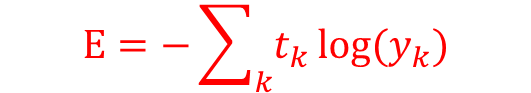 E = −∑ₖ tₖ log(yₖ)